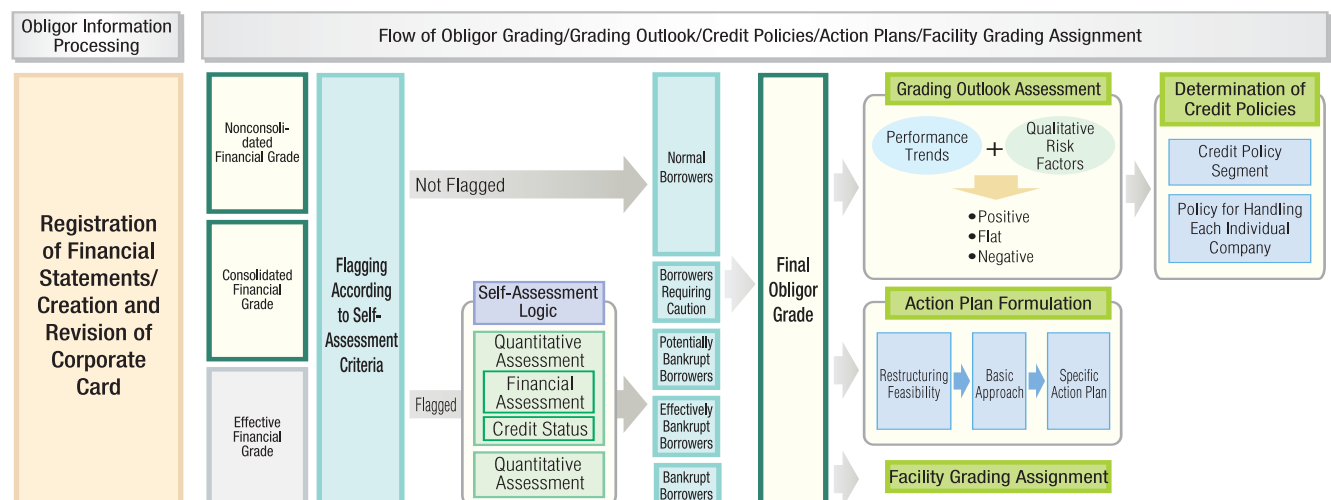 Obligor Information
Processing
Flow of Obligor Grading/Grading Outlook/Credit Policies/Action Plans/Facility Grading Assignment
Registration
of Financial
Statements/
Creation and
Revision of
Corporate
Card
Nonconsoli-
dated
Financial Grade
Consolidated
Financial
Grade
Effective
Financial
Grade
Flagging
According
to Self-
Assessment
Criteria
Not Flagged
Flagged
Self-Assessment
Logic
Quantitative
Assessment
Financial
Assessment
Credit Status
Quantitative
Assessment
Normal
Borrowers
Borrowers
Requiring
Caution
Potentially
Bankrupt
Borrowers
Effectively
Bankrupt
Borrowers
Bankrupt
Borrowers
Final
Obligor
Grade
Grading Outlook Assessment
Performance
Trends
+
Qualitative
Risk
Factors
•Positive
•Flat
•Negative
Action Plan Formulation
Restructuring
Feasibility
Basic
Approach
Specific
Action Plan
Facility Grading Assignment
Determination of
Credit Policies
Credit Policy
Segment
Policy for Handling
Each Individual
Company